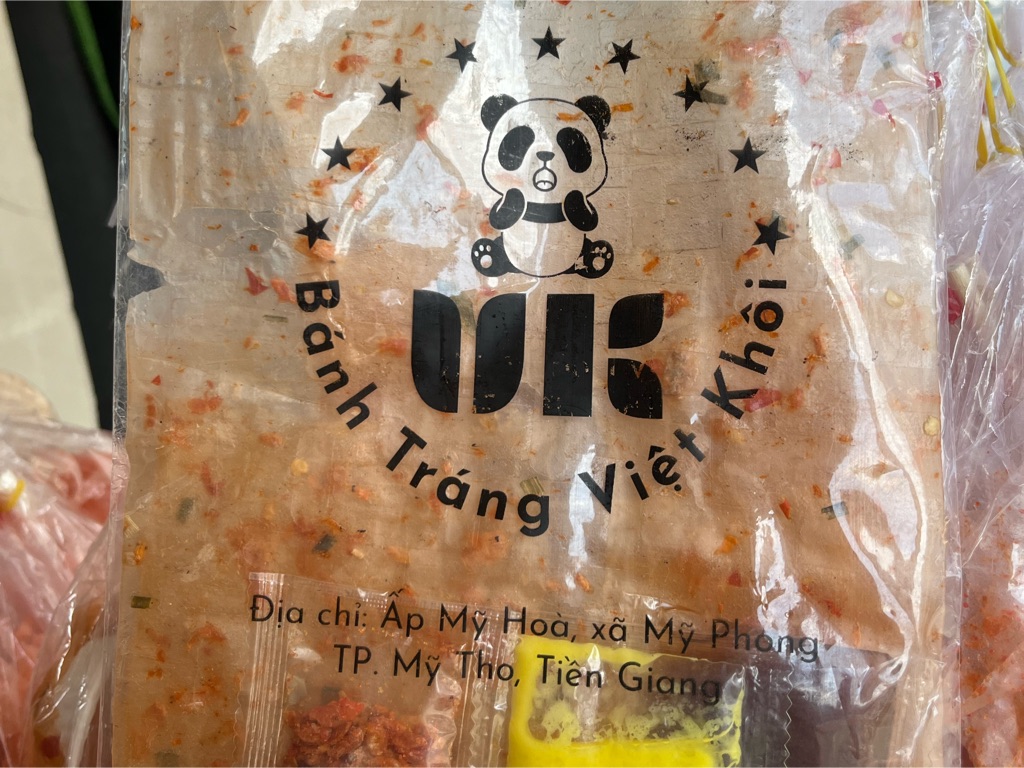 VK
Bánh Tráng Việt Khôi
Địa chỉ: Ấp Mỹ Hoà, xã Mỹ Phong
TP. Mỹ Tho, Tiền Giang